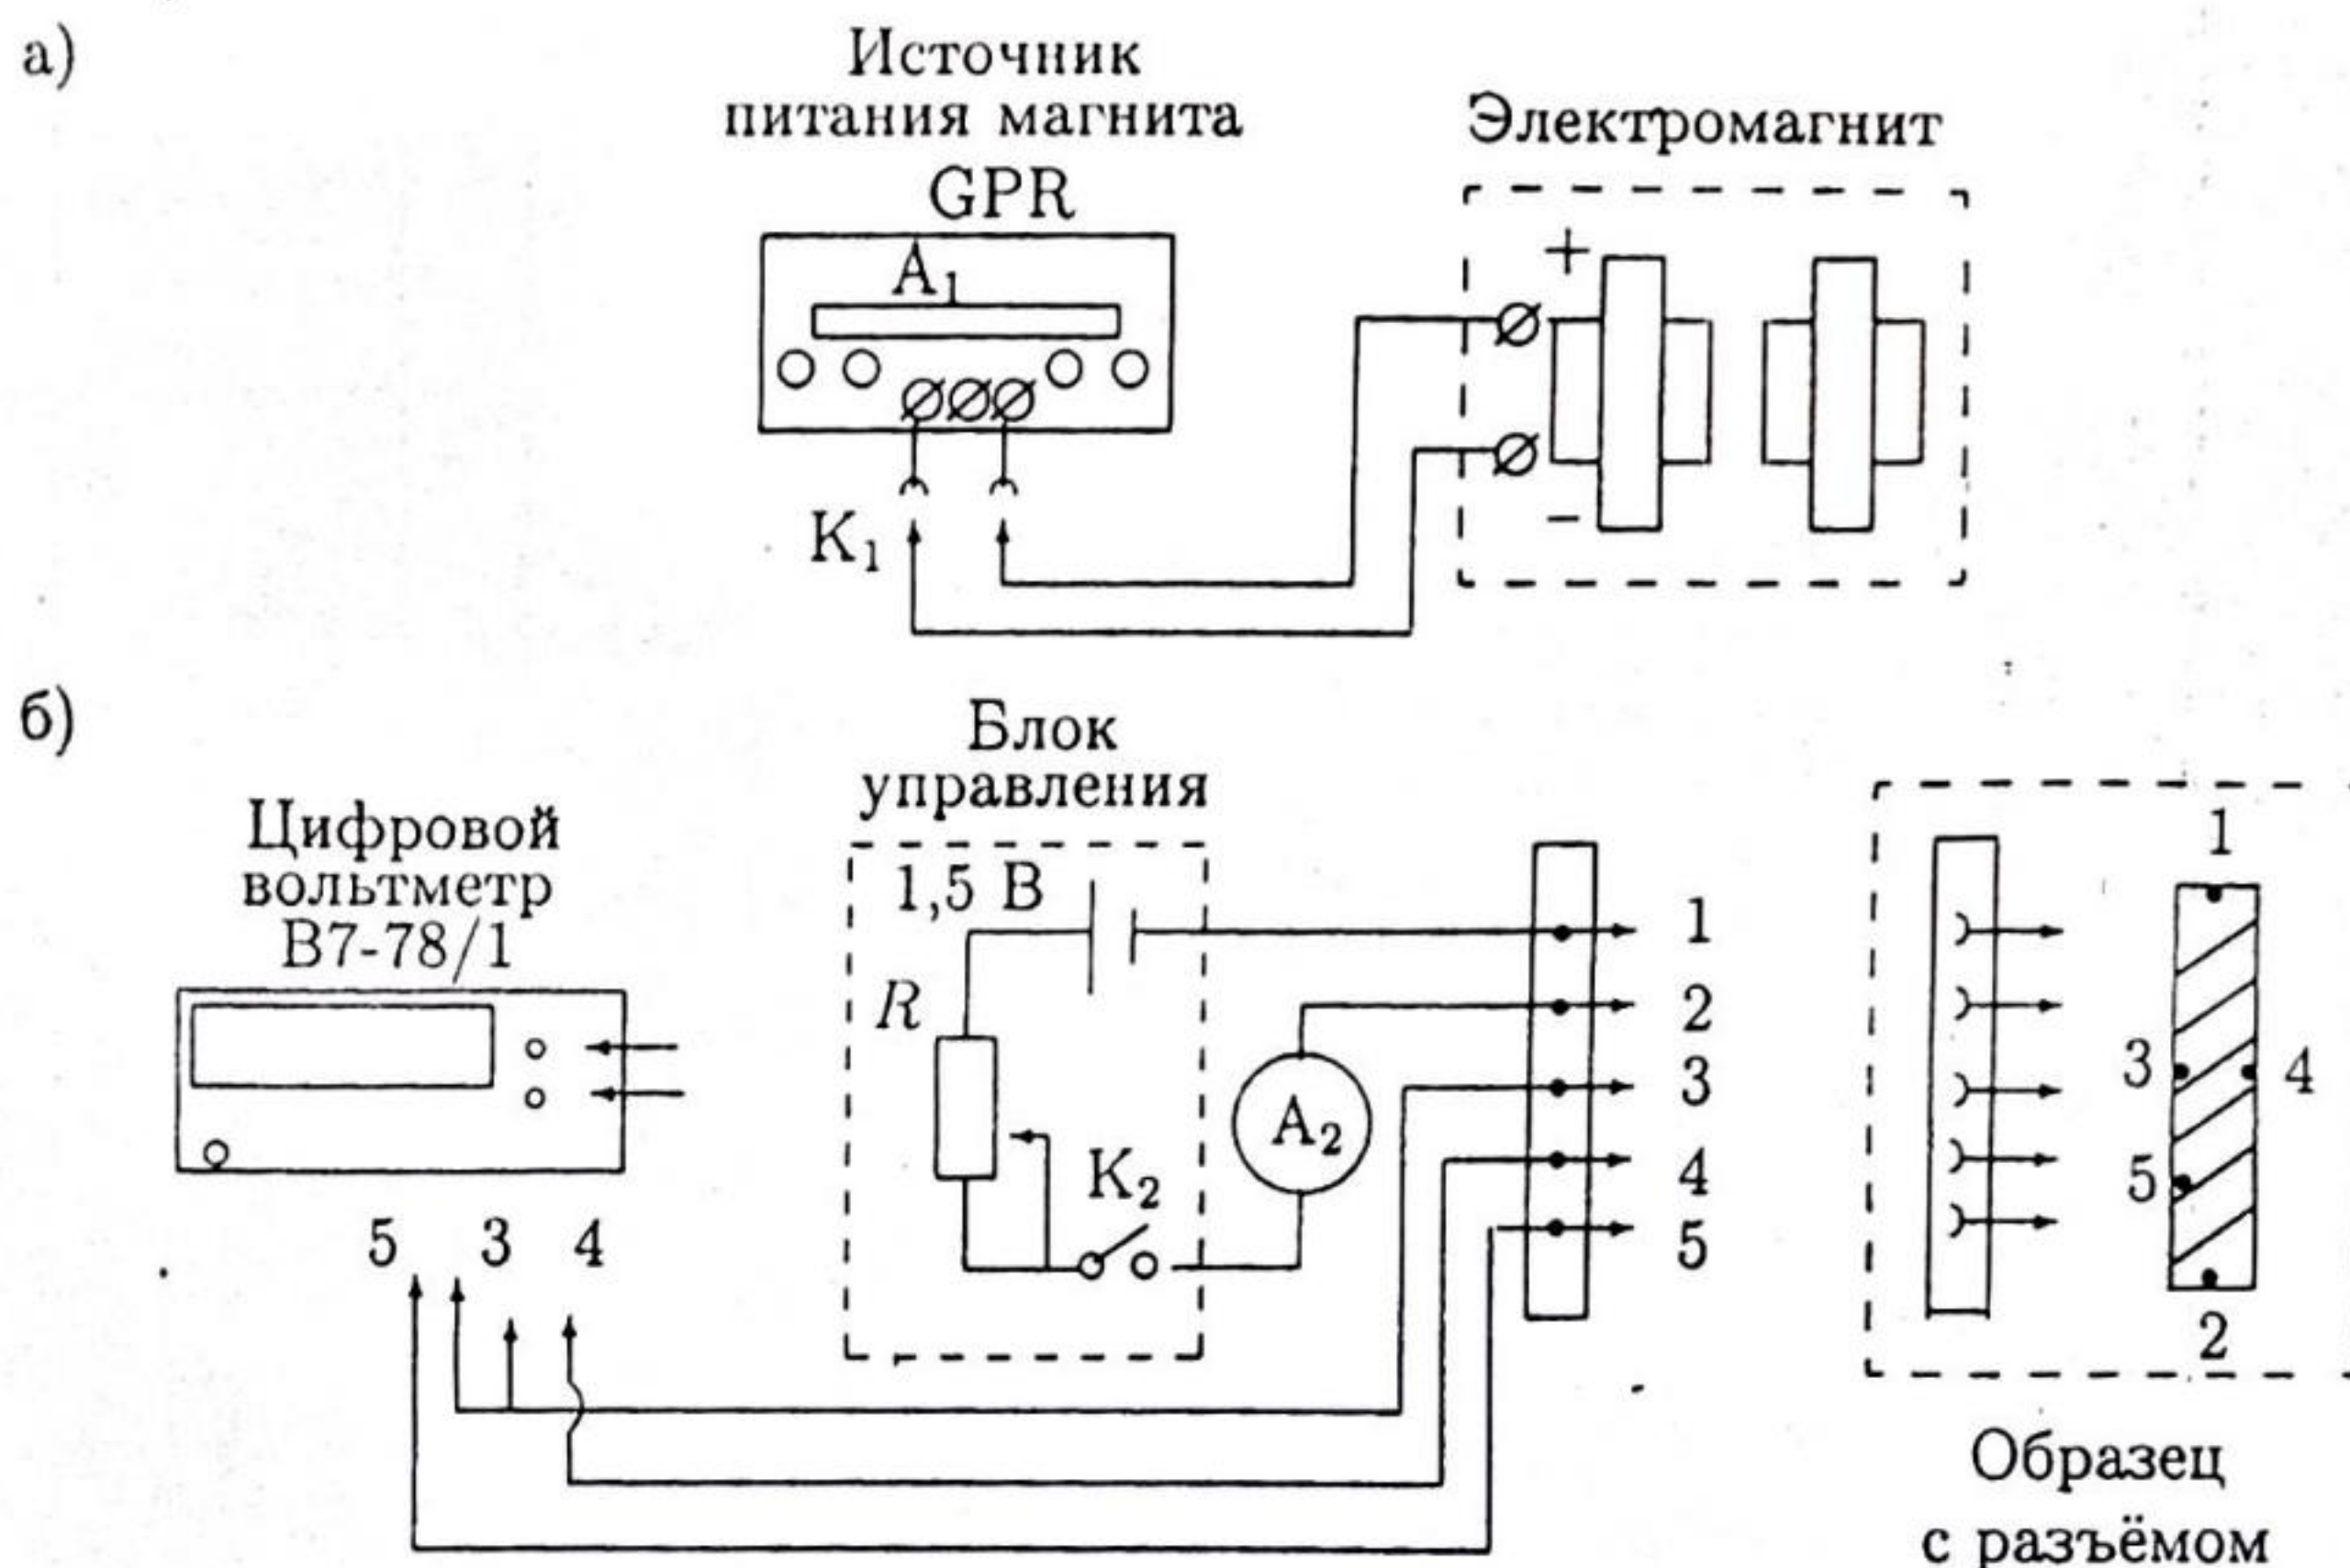 а)
Источник
питания магнита
GPR
A₁
K₁
Электромагнит
+
−
б)
Цифровой
вольтметр
В7-78/1
5 3 4
Блок
управления
1,5 В
R
K₂
A₂
1
2
3
4
5
1
3
4
5
2
Образец
с разъёмом